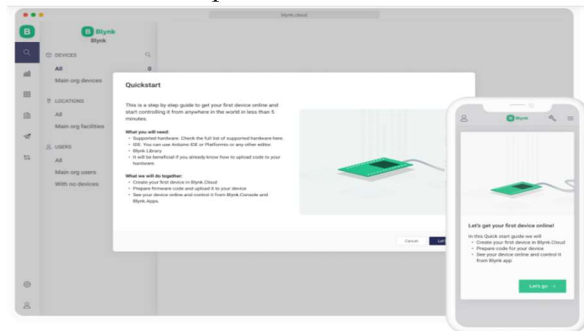 blynk.cloud
B
Blynk
Blynk
DEVICES
All 0
Main org devices
LOCATIONS
All
Main org facilities
USERS
All
Main org users
With no devices
Quickstart
This is a step by step guide to get your first device online and
start controlling it from anywhere in the world in less than 5
minutes.
What you will need:
• Supported hardware. Check the full list of supported hardware here.
• IDE. You can use Arduino IDE or Platformio or any other editor.
• Blynk Library
• It will be beneficial if you already know how to upload code to your
hardware.
What we will do together:
• Create your first device in Blynk.Cloud
• Prepare firmware code and upload it to your device
• See your device online and control it from Blynk.Console and
Blynk.Apps.
Cancel
Blynk
Let's get your first device online!
In this Quick start guide we will
• Create your first device in Blynk.Cloud
• Prepare code for your device
• See your device online and control it
from Blynk app
Let's go →